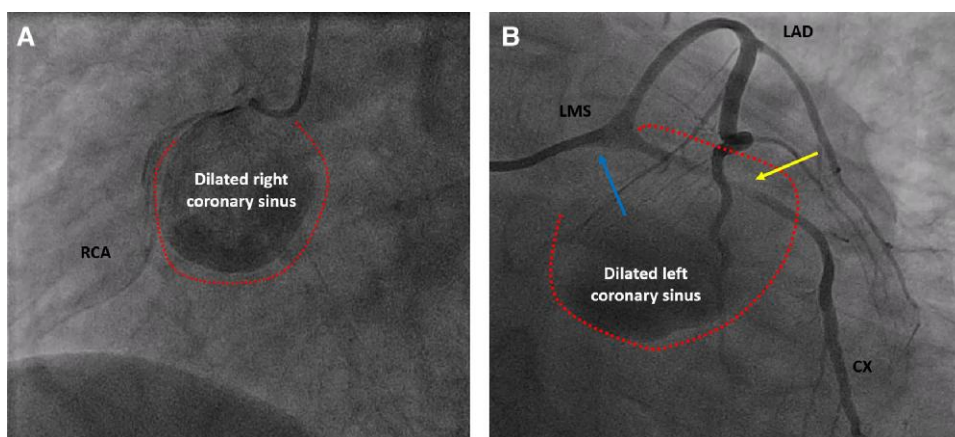 A
Dilated right
coronary sinus
RCA
B
LAD
LMS
Dilated left
coronary sinus
CX